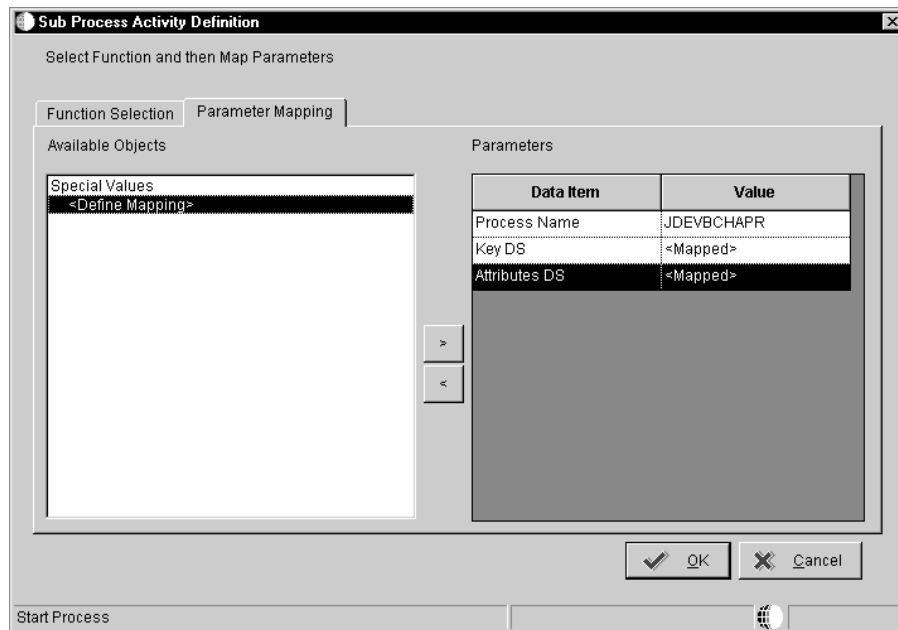 Sub Process Activity Definition
Select Function and then Map Parameters
Function Selection
Parameter Mapping
Available Objects
Parameters
Special Values
<Define Mapping>
Data Item Value
Process Name JDEVBCHAPR
Key DS <Mapped>
Attributes DS <Mapped>
>
<
OK
Cancel
Start Process